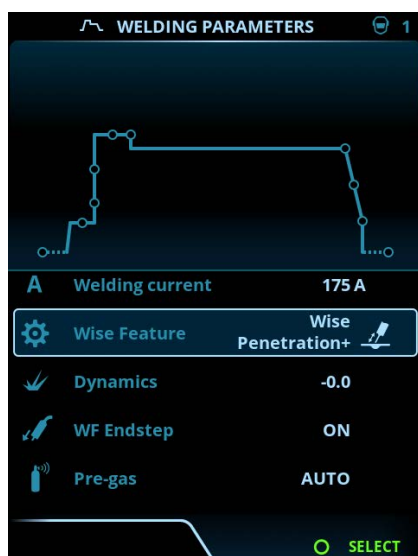 WELDING PARAMETERS 1
A Welding current 175 A
Wise Feature Wise
Penetration+
Dynamics -0.0
WF Endstep ON
Pre-gas AUTO
SELECT